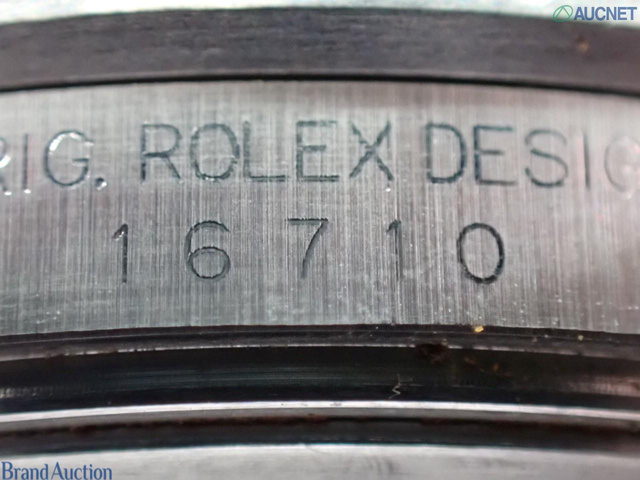 AUCNET
RIG. ROLEX DESIG
16710
Brand Auction